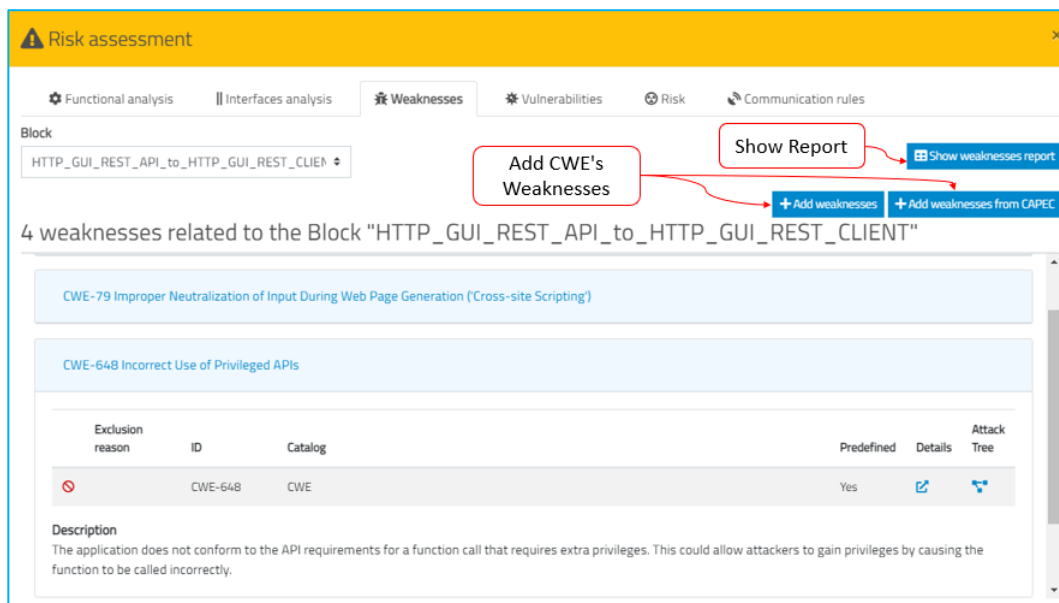 Risk assessment ×
Functional analysis Interfaces analysis Weaknesses Vulnerabilities Risk Communication rules
Block
HTTP_GUI_REST_API_to_HTTP_GUI_REST_CLIEN
Add CWE's
Weaknesses
Show Report
Show weaknesses report
+ Add weaknesses + Add weaknesses from CAPEC
4 weaknesses related to the Block "HTTP_GUI_REST_API_to_HTTP_GUI_REST_CLIENT"
CWE-79 Improper Neutralization of Input During Web Page Generation ('Cross-site Scripting')
CWE-648 Incorrect Use of Privileged APIs
Exclusion
reason ID Catalog Predefined Details Attack
Tree
CWE-648 CWE Yes
Description
The application does not conform to the API requirements for a function call that requires extra privileges. This could allow attackers to gain privileges by causing the
function to be called incorrectly.